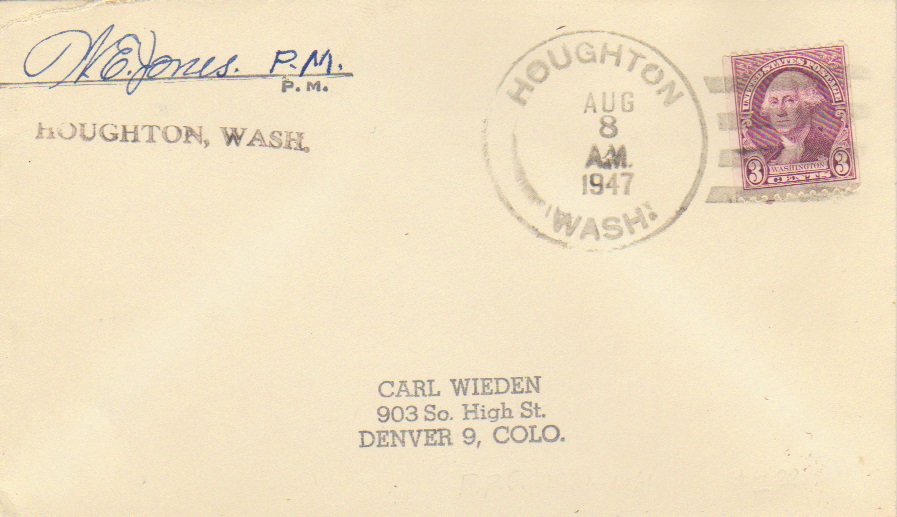 W.E. Jones. P.M.
P.M.
HOUGHTON, WASH.
HOUGHTON
AUG
8
A.M.
1947
WASH.
UNITED STATES POSTAGE
3 WASHINGTON 3
CENTS
CARL WIEDEN
903 So. High St.
DENVER 9, COLO.